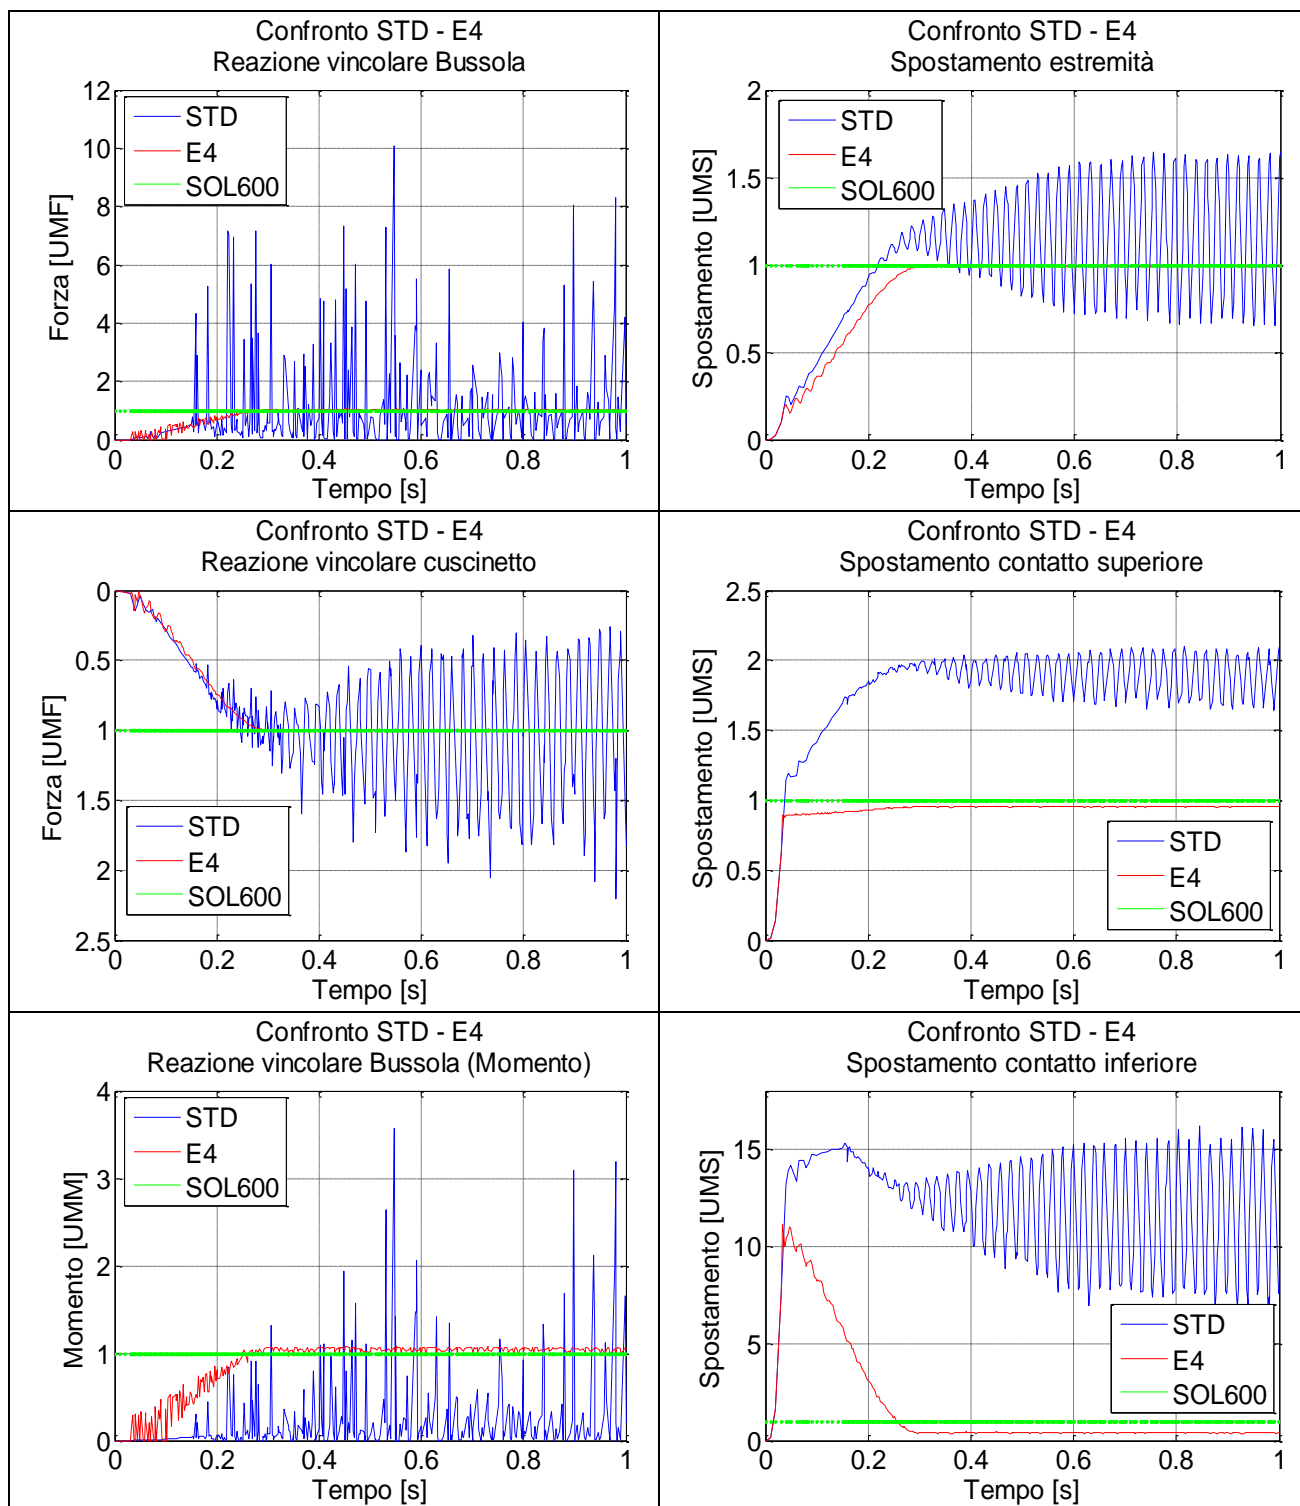 Confronto STD - E4
Reazione vincolare Bussola
12
10
8
6
4
2
0
Forza [UMF]
STD
E4
SOL600
0 0.2 0.4 0.6 0.8 1
Tempo [s]
Confronto STD - E4
Spostamento estremità
2
1.5
1
0.5
0
Spostamento [UMS]
STD
E4
SOL600
0 0.2 0.4 0.6 0.8 1
Tempo [s]
Confronto STD - E4
Reazione vincolare cuscinetto
0
0.5
1
1.5
2
2.5
Forza [UMF]
STD
E4
SOL600
0 0.2 0.4 0.6 0.8 1
Tempo [s]
Confronto STD - E4
Spostamento contatto superiore
2.5
2
1.5
1
0.5
0
Spostamento [UMS]
STD
E4
SOL600
0 0.2 0.4 0.6 0.8 1
Tempo [s]
Confronto STD - E4
Reazione vincolare Bussola (Momento)
4
3
2
1
0
Momento [UMM]
STD
E4
SOL600
0 0.2 0.4 0.6 0.8 1
Tempo [s]
Confronto STD - E4
Spostamento contatto inferiore
15
10
5
0
Spostamento [UMS]
STD
E4
SOL600
0 0.2 0.4 0.6 0.8 1
Tempo [s]